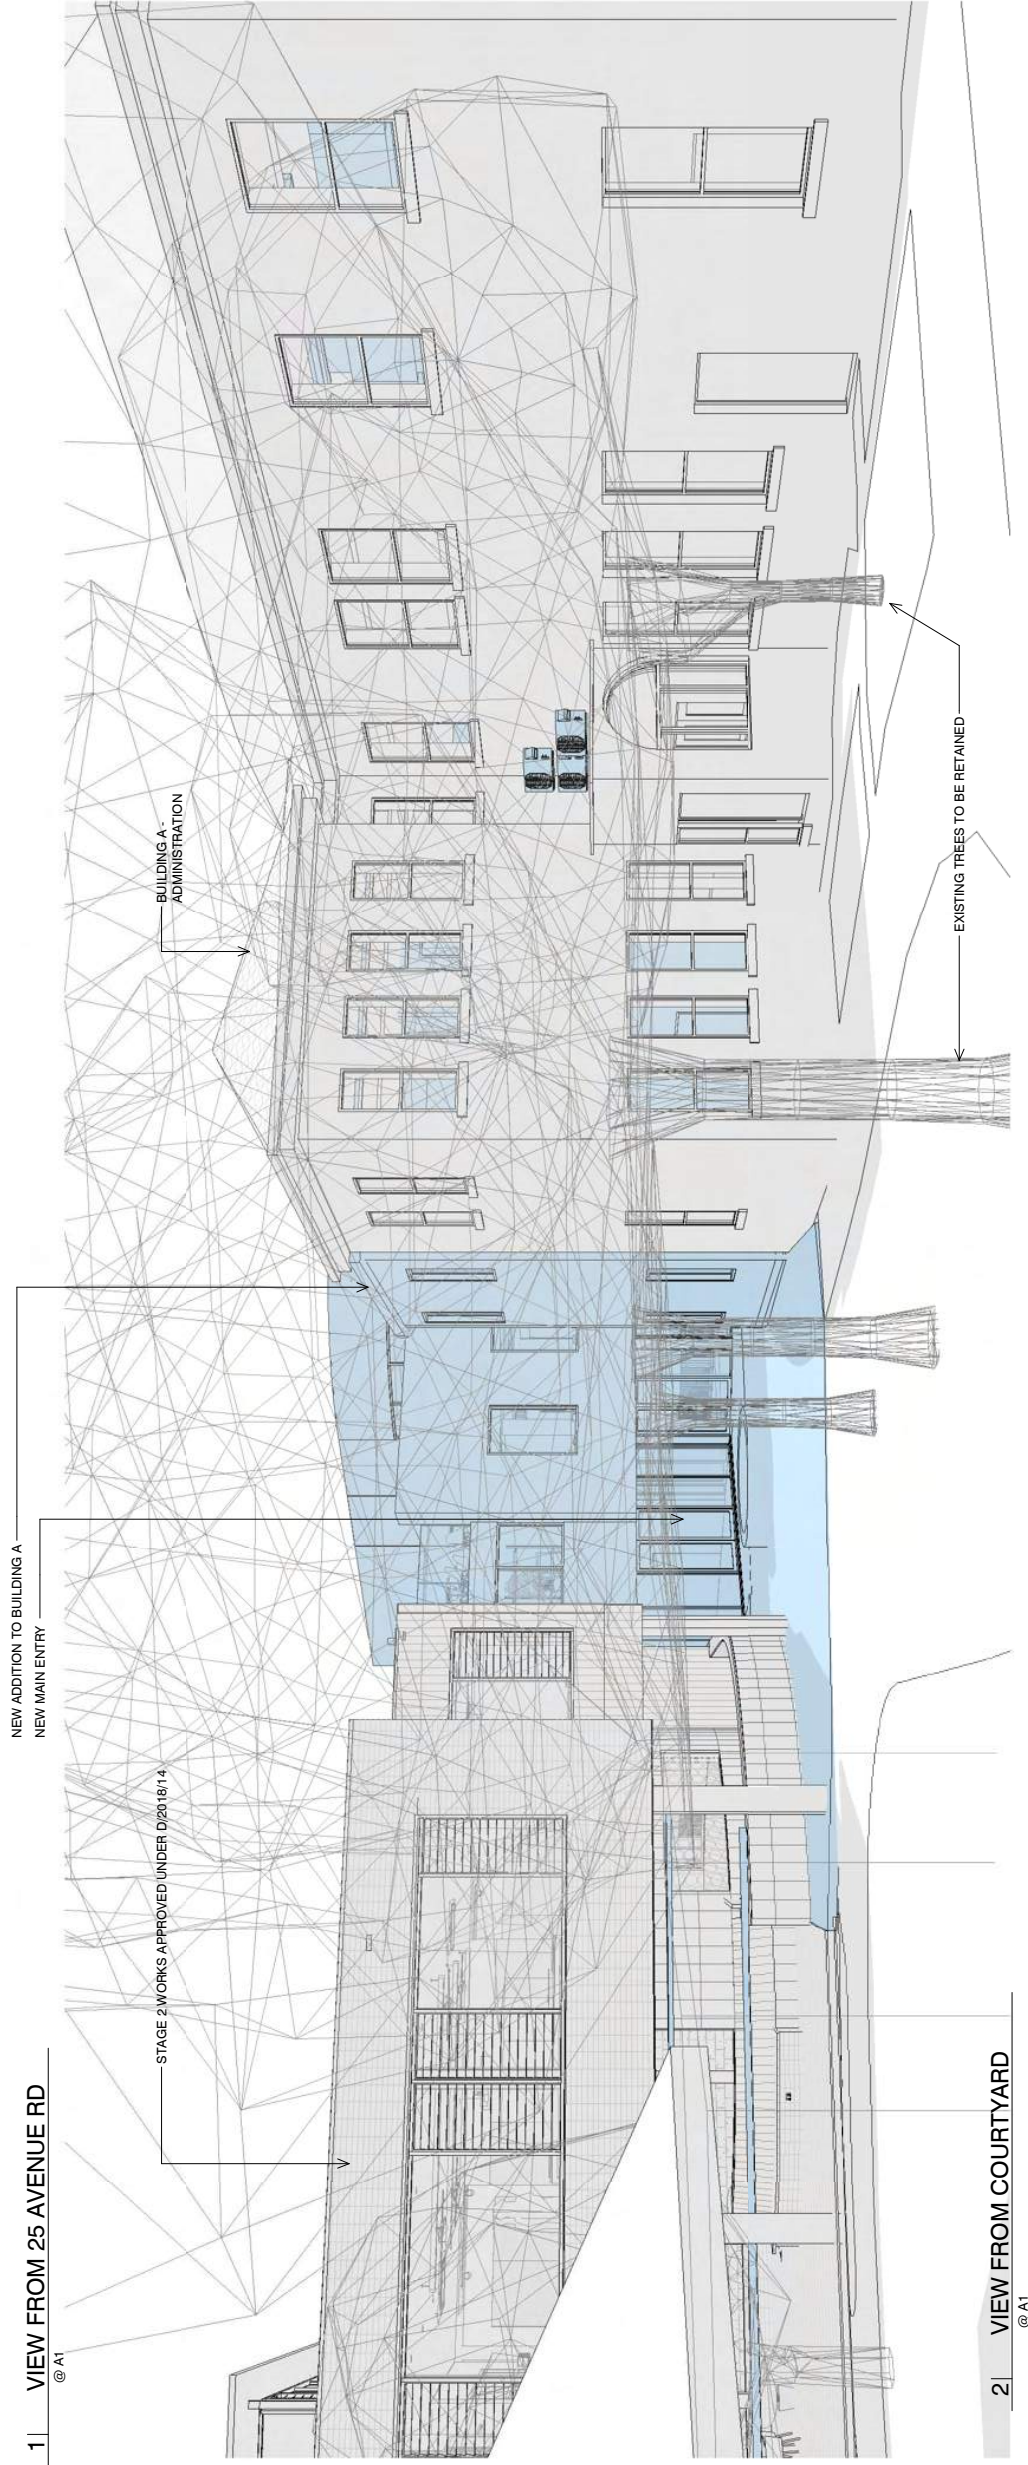 1| VIEW FROM 25 AVENUE RD
@ A1
NEW ADDITION TO BUILDING A
NEW MAIN ENTRY
STAGE 2 WORKS APPROVED UNDER D/2018/14
BUILDING A -
ADMINISTRATION
EXISTING TREES TO BE RETAINED
2| VIEW FROM COURTYARD
@ A1